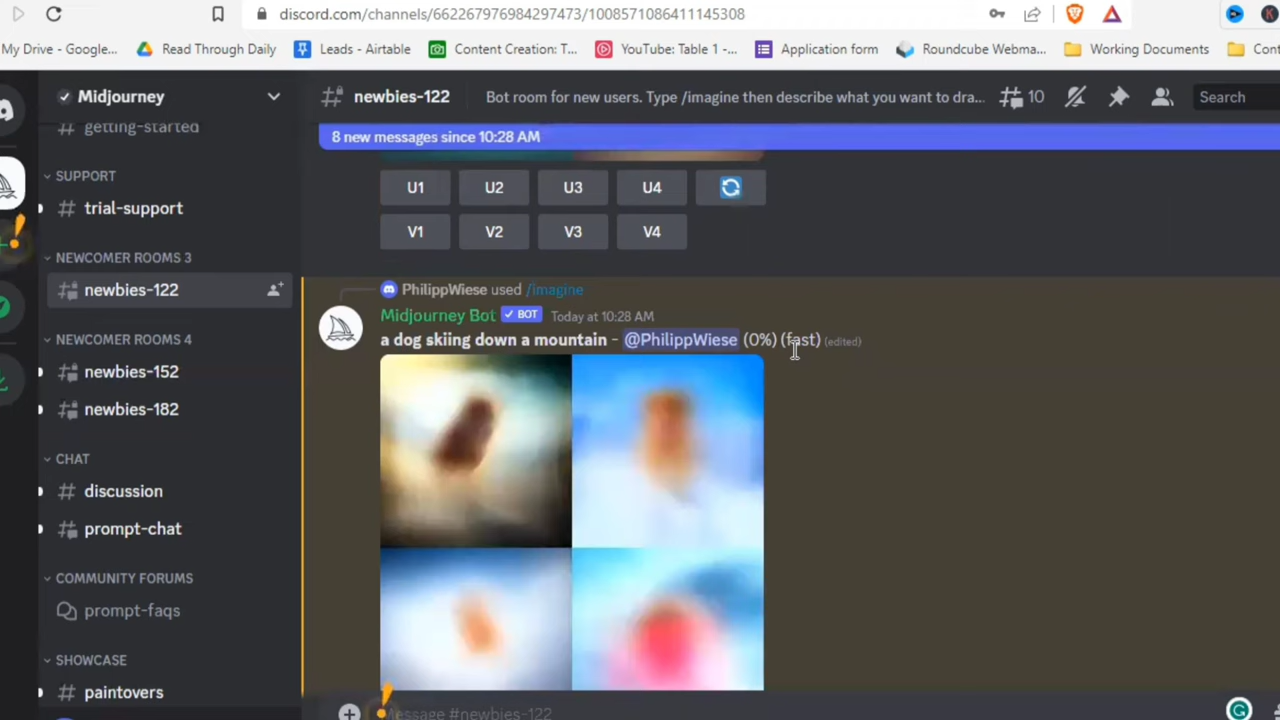 discord.com/channels/662267976984297473/1008571086411145308
My Drive - Google...
Read Through Daily
Leads - Airtable
Content Creation: T...
YouTube: Table 1 -...
Application form
Roundcube Webma...
Working Documents
Cont
Midjourney
newbies-122
Bot room for new users. Type /imagine then describe what you want to dra...
10
Search
getting-started
8 new messages since 10:28 AM
SUPPORT
trial-support
NEWCOMER ROOMS 3
newbies-122
NEWCOMER ROOMS 4
newbies-152
newbies-182
CHAT
discussion
prompt-chat
COMMUNITY FORUMS
prompt-faqs
SHOWCASE
paintovers
U1 U2 U3 U4
V1 V2 V3 V4
PhilippWiese used /imagine
Midjourney Bot BOT Today at 10:28 AM
a dog skiing down a mountain - @PhilippWiese (0%) (fast) (edited)
Message #newbies-122